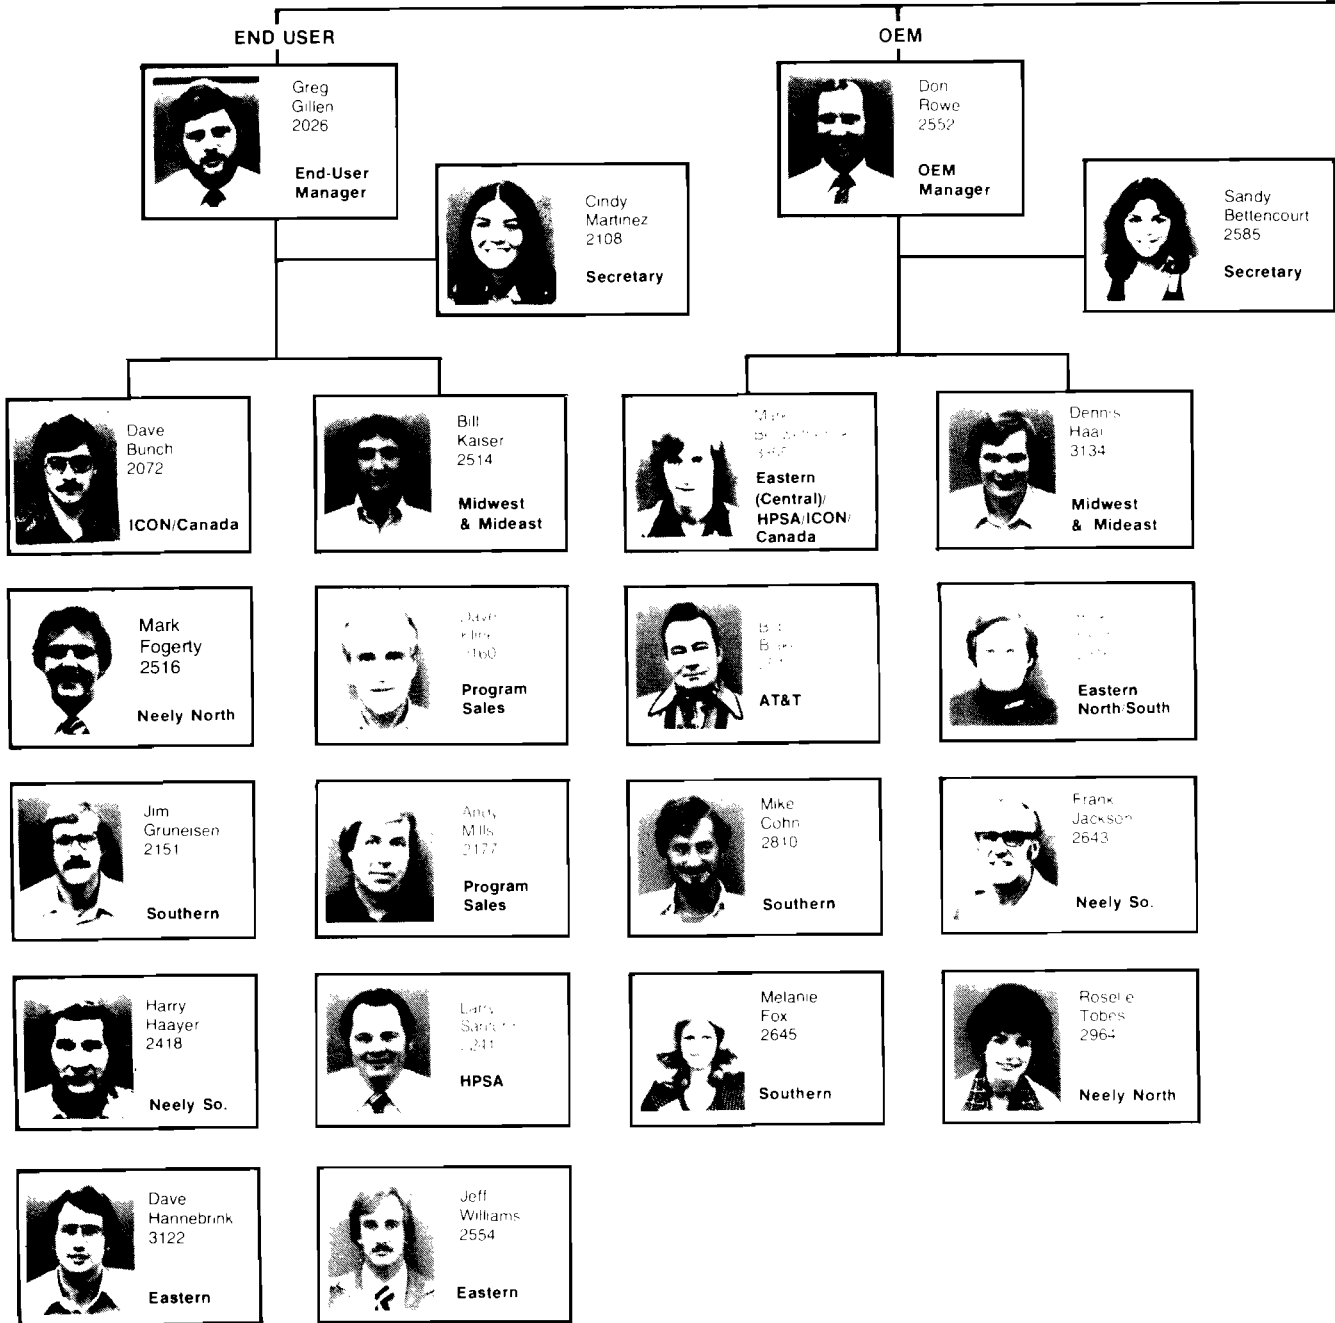 END USER
OEM
Greg
Gillen
2026
End-User
Manager
Don
Rowe
2552
OEM
Manager
Cindy
Martinez
2108
Secretary
Sandy
Bettencourt
2585
Secretary
Dave
Bunch
2072
ICON/Canada
Bill
Kaiser
2514
Midwest
& Mideast
Mark
Eastern
(Central)/
HPSA/ICON/
Canada
Dennis
3134
Midwest
& Mideast
Mark
Fogerty
2516
Neely North
Dave
Program
Sales
AT&T
Eastern
North/South
Jim
Gruneisen
2151
Southern
Andy
Mills
2177
Program
Sales
Mike
Cohn
2810
Southern
Frank
Jackson
2643
Neely So.
Harry
Haayer
2418
Neely So.
Larry
HPSA
Melanie
Fox
2645
Southern
Tobes
2964
Neely North
Dave
Hannebrink
3122
Eastern
Jeff
Williams
2554
Eastern